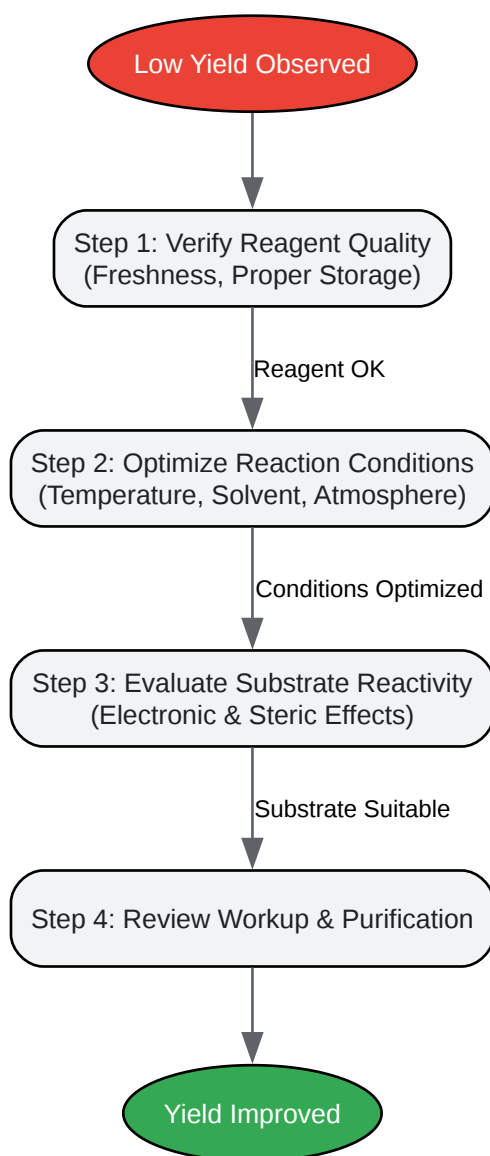 Low Yield Observed
Step 1: Verify Reagent Quality
(Freshness, Proper Storage)
Reagent OK
Step 2: Optimize Reaction Conditions
(Temperature, Solvent, Atmosphere)
Conditions Optimized
Step 3: Evaluate Substrate Reactivity
(Electronic & Steric Effects)
Substrate Suitable
Step 4: Review Workup & Purification
Yield Improved